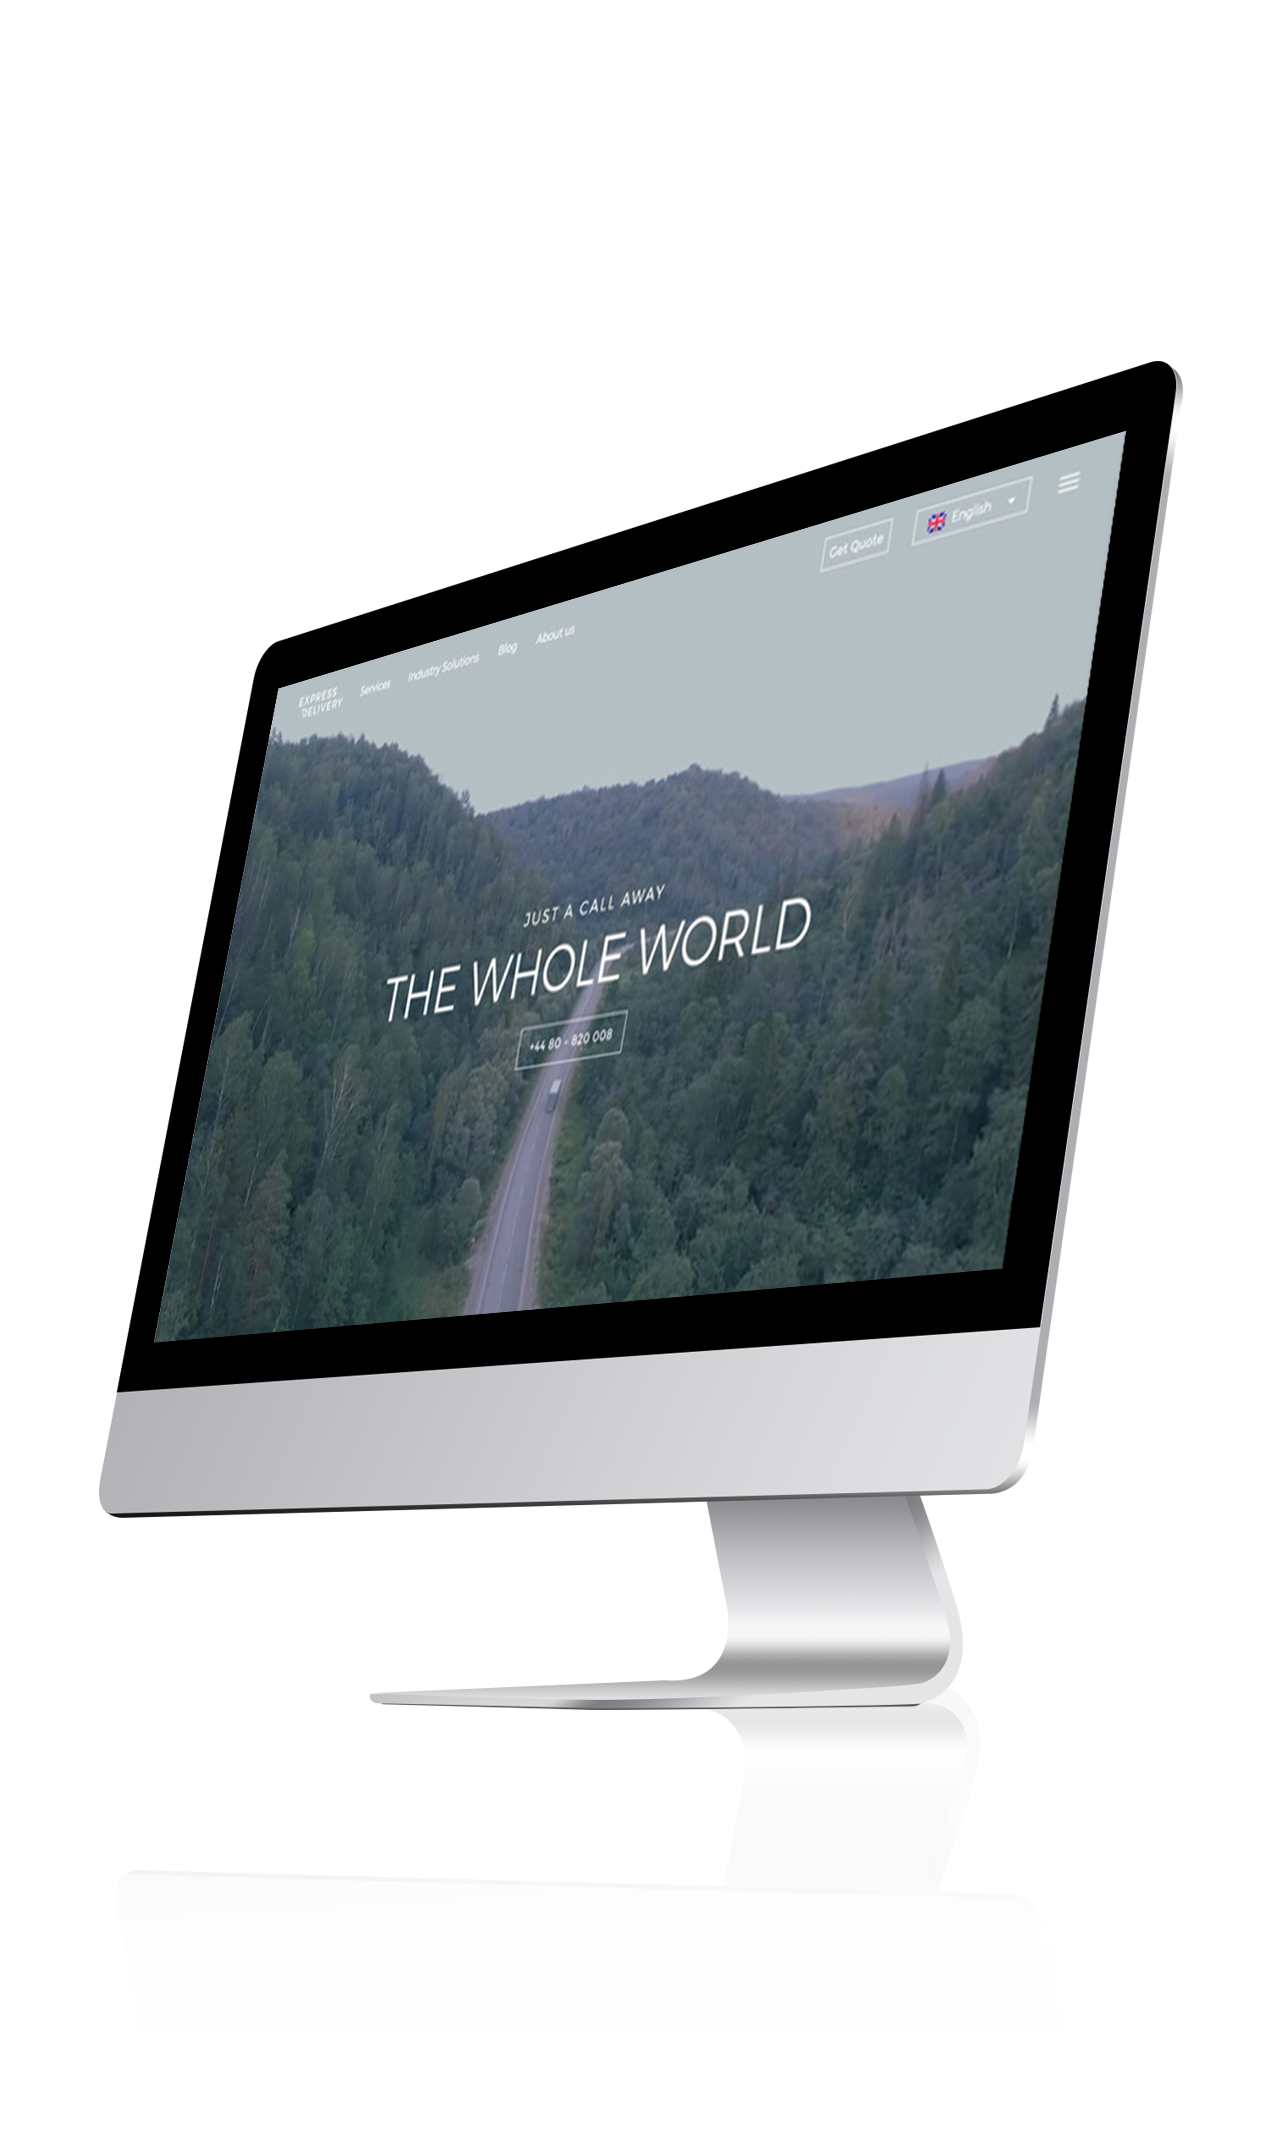 EXPRESS
DELIVERY
Services
Industry Solutions
Blog
About us
Get Quote
English
JUST A CALL AWAY
THE WHOLE WORLD
+44 80 - 820 008